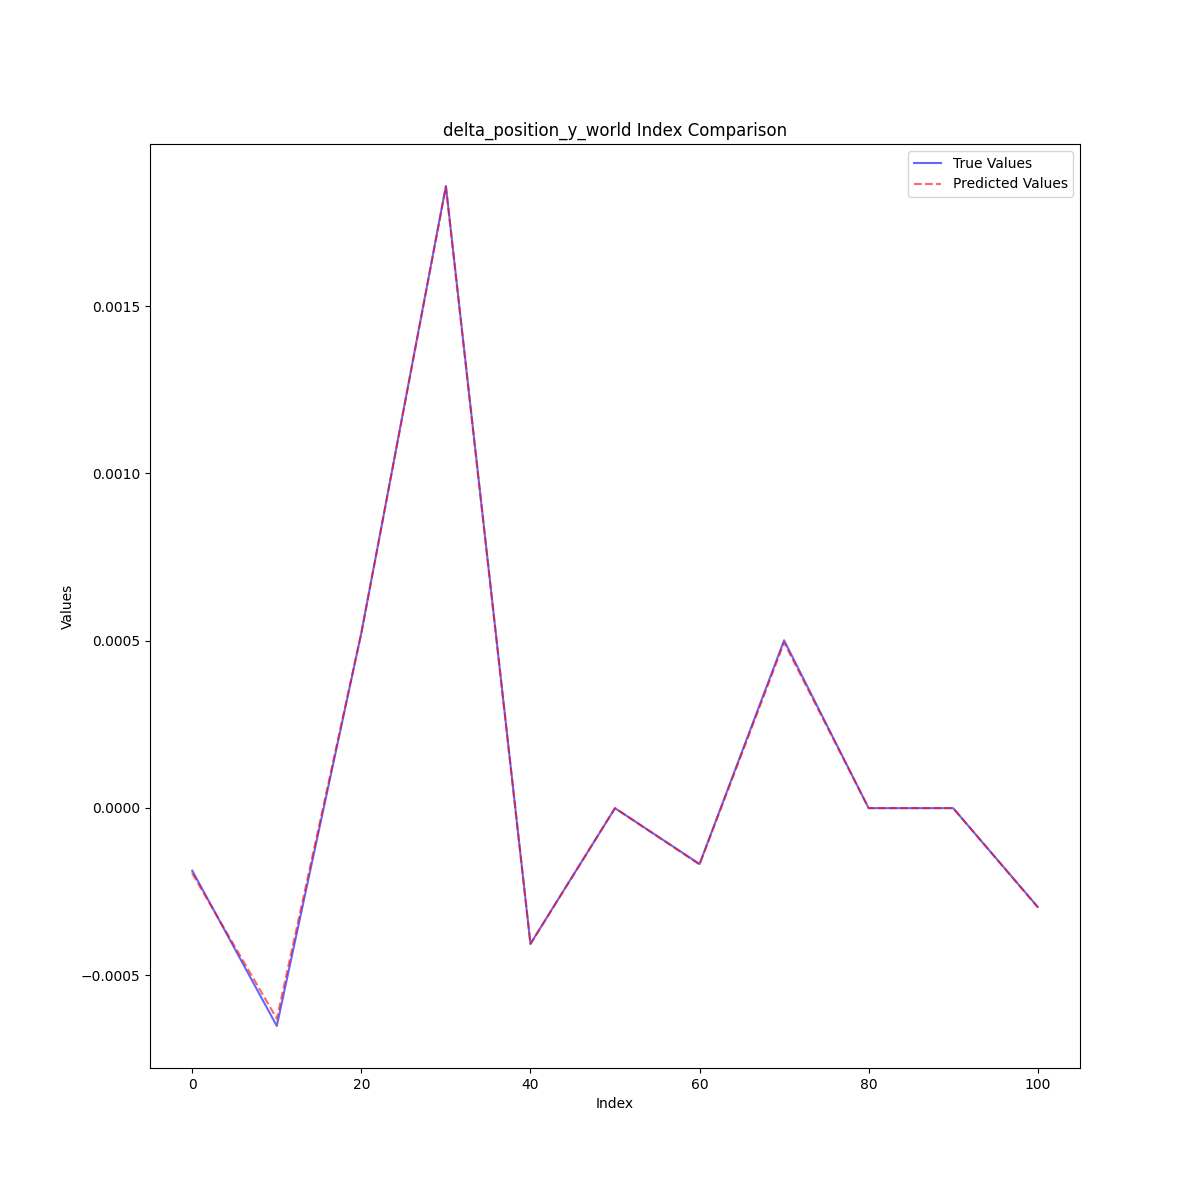 delta_position_y_world Index Comparison
True Values
Predicted Values
Values
0.0015
0.0010
0.0005
0.0000
−0.0005
0
20
40
60
80
100
Index